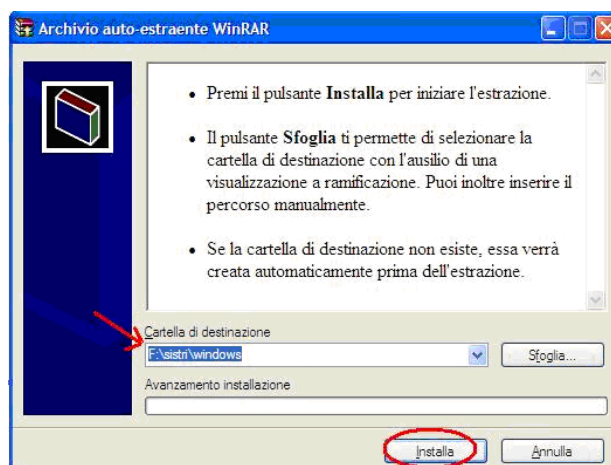 Archivio auto-estraente WinRAR
• Premi il pulsante Installa per iniziare l'estrazione.
• Il pulsante Sfoglia ti permette di selezionare la
cartella di destinazione con l'ausilio di una
visualizzazione a ramificazione. Puoi inoltre inserire il
percorso manualmente.
• Se la cartella di destinazione non esiste, essa verrà
creata automaticamente prima dell'estrazione.
Cartella di destinazione
F:\sistri\windows
Sfoglia...
Avanzamento installazione
Installa
Annulla